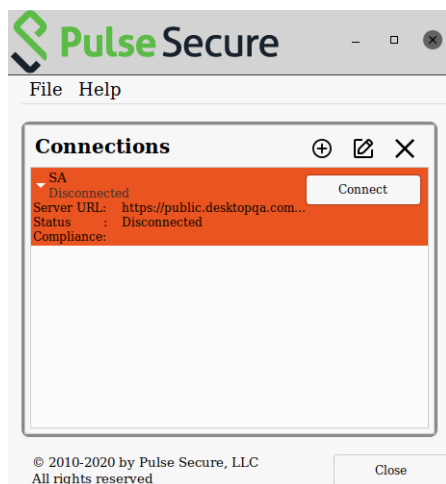 Pulse Secure
File Help
Connections
SA
Disconnected
Connect
Server URL: https://public.desktopqa.com...
Status : Disconnected
Compliance:
© 2010-2020 by Pulse Secure, LLC
All rights reserved
Close